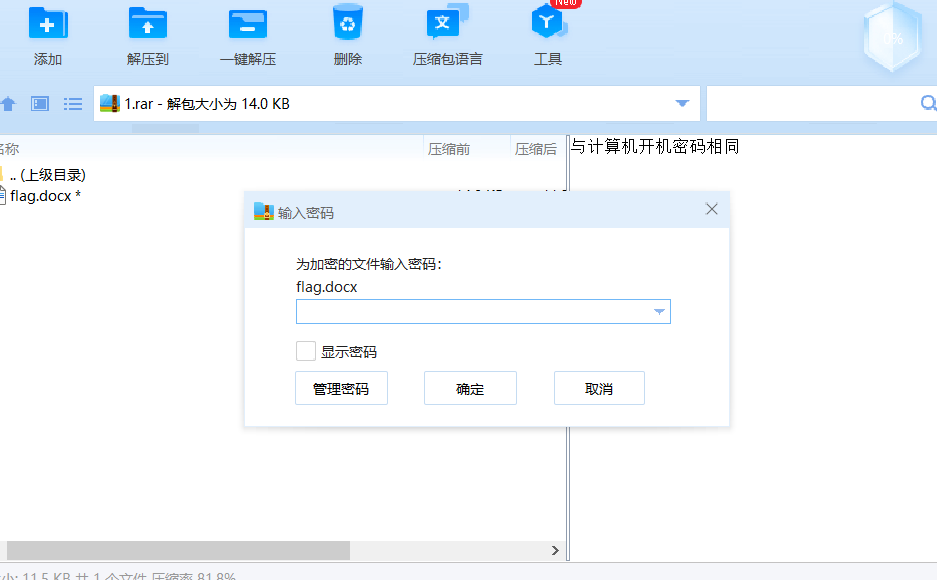 添加
解压到
一键解压
删除
压缩包语言
工具
New
0%
1.rar - 解包大小为 14.0 KB
名称
压缩前
压缩后
与计算机开机密码相同
.. (上级目录)
flag.docx *
输入密码
为加密的文件输入密码:
flag.docx
显示密码
管理密码
确定
取消
小: 11.5 KB 共 1 个文件 压缩率 81.8%